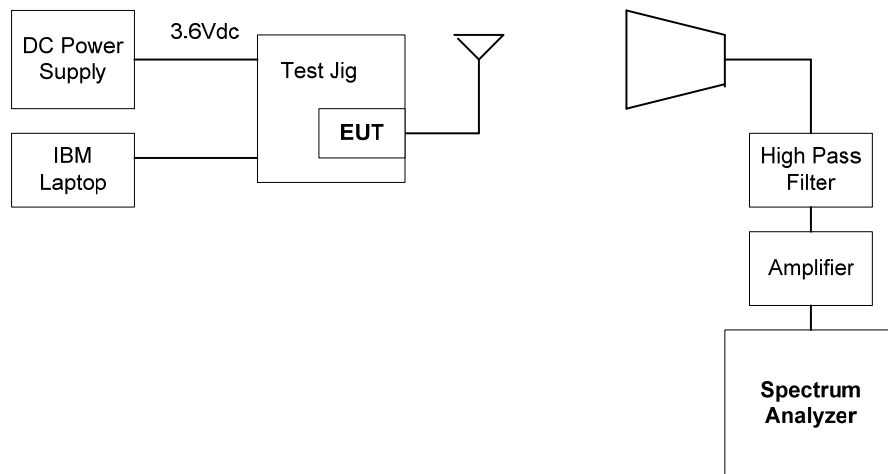 DC Power
Supply
3.6Vdc
Test Jig
EUT
IBM
Laptop
High Pass
Filter
Amplifier
Spectrum
Analyzer